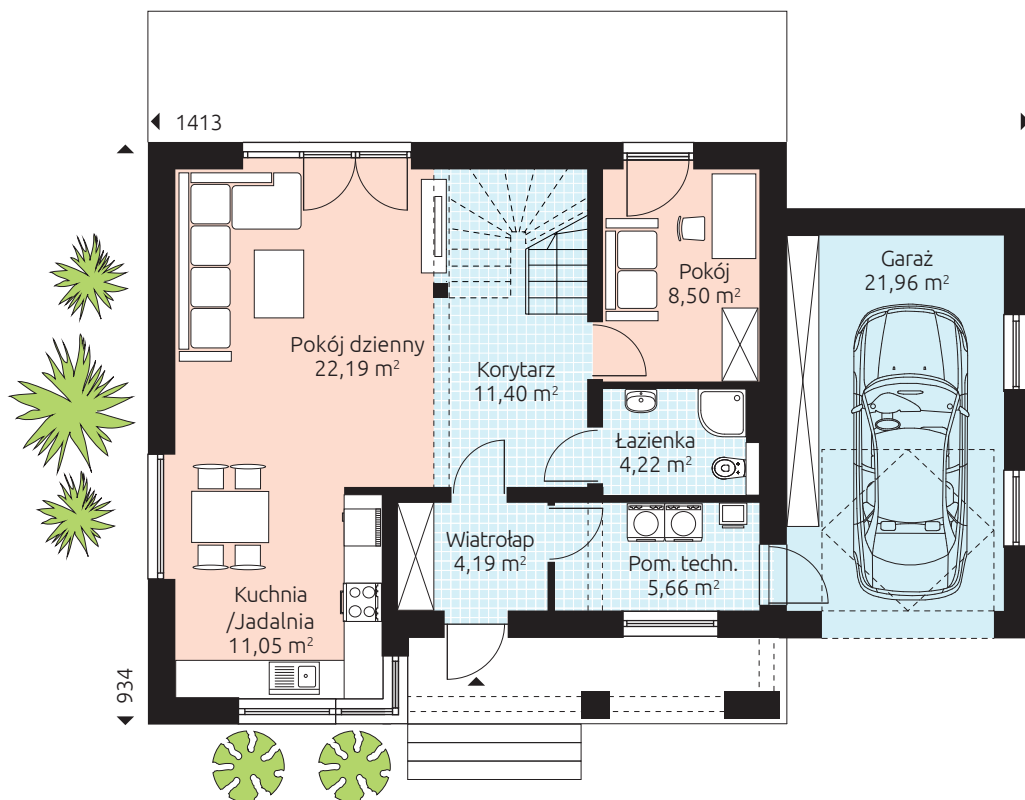 1413
Garaż
21,96 m²
Pokój
8,50 m²
Pokój dzienny
22,19 m²
Korytarz
11,40 m²
Łazienka
4,22 m²
Wiatrołap
4,19 m²
Pom. techn.
5,66 m²
Kuchnia
/Jadalnia
11,05 m²
934